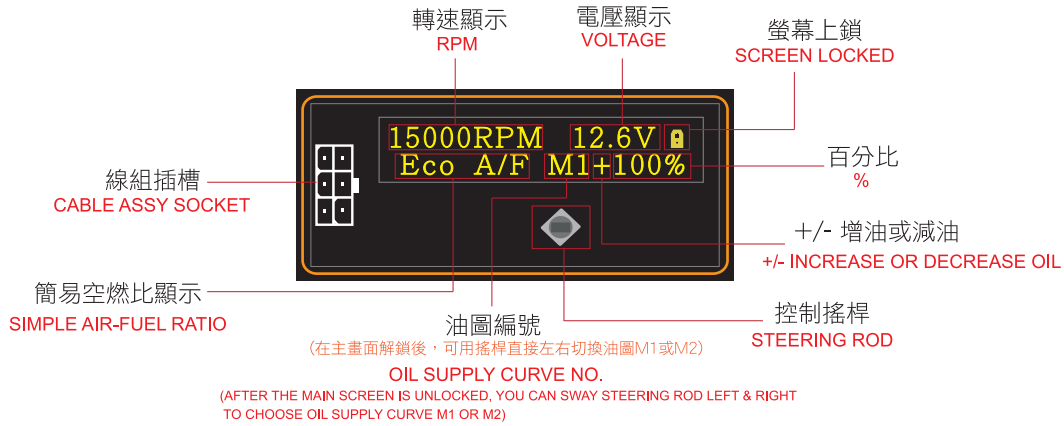 轉速顯示
RPM
電壓顯示
VOLTAGE
螢幕上鎖
SCREEN LOCKED
15000RPM 12.6V
Eco A/F M1+100%
線組插槽
CABLE ASSY SOCKET
百分比
%
+/- 增油或減油
+/- INCREASE OR DECREASE OIL
簡易空燃比顯示
SIMPLE AIR-FUEL RATIO
油圖編號
(在主畫面解鎖後，可用搖桿直接左右切換油圖M1或M2)
OIL SUPPLY CURVE NO.
(AFTER THE MAIN SCREEN IS UNLOCKED, YOU CAN SWAY STEERING ROD LEFT & RIGHT
TO CHOOSE OIL SUPPLY CURVE M1 OR M2)
控制搖桿
STEERING ROD